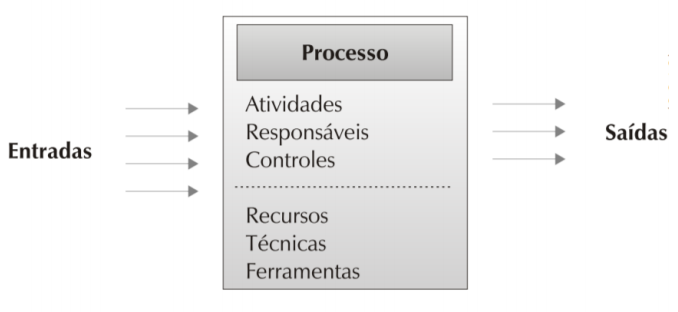 Processo
Atividades
Responsáveis
Controles
Entradas
Saídas
Recursos
Técnicas
Ferramentas